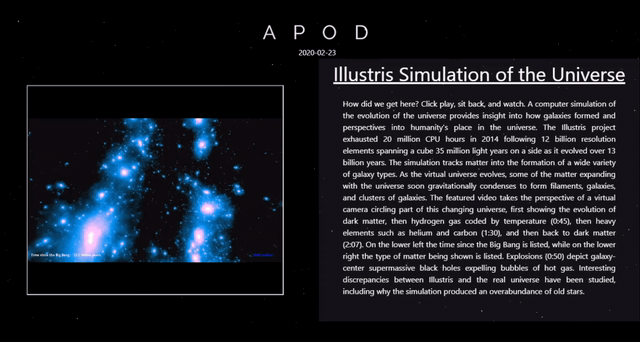 A P O D
2020-02-23
Illustris Simulation of the Universe
How did we get here? Click play, sit back, and watch. A computer simulation of
the evolution of the universe provides insight into how galaxies formed and
perspectives into humanity's place in the universe. The Illustris project
exhausted 20 million CPU hours in 2014 following 12 billion resolution
elements spanning a cube 35 million light years on a side as it evolved over 13
billion years. The simulation tracks matter into the formation of a wide variety
of galaxy types. As the virtual universe evolves, some of the matter expanding
with the universe soon gravitationally condenses to form filaments, galaxies,
and clusters of galaxies. The featured video takes the perspective of a virtual
camera circling part of this changing universe, first showing the evolution of
dark matter, then hydrogen gas coded by temperature (0:45), then heavy
elements such as helium and carbon (1:30), and then back to dark matter
(2:07). On the lower left the time since the Big Bang is listed, while on the lower
right the type of matter being shown is listed. Explosions (0:50) depict galaxy-
center supermassive black holes expelling bubbles of hot gas. Interesting
discrepancies between Illustris and the real universe have been studied,
including why the simulation produced an overabundance of old stars.
Time since the Big Bang: